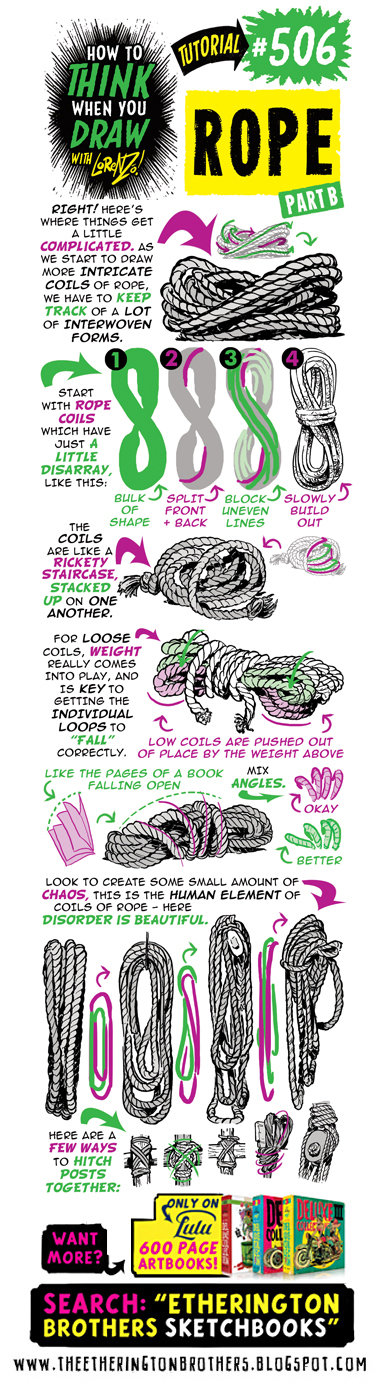 HOW TO
THINK
WHEN YOU
DRAW
WITH LORENZO!
TUTORIAL
#506
ROPE
PART B
RIGHT! HERE'S
WHERE THINGS GET
A LITTLE
COMPLICATED. AS
WE START TO DRAW
MORE INTRICATE
COILS OF ROPE,
WE HAVE TO KEEP
TRACK OF A LOT
OF INTERWOVEN
FORMS.
START
WITH ROPE
COILS
WHICH HAVE
JUST A
LITTLE
DISARRAY,
LIKE THIS:
1
2
3
4
BULK
OF
SHAPE
SPLIT
FRONT
+ BACK
BLOCK
UNEVEN
LINES
SLOWLY
BUILD
OUT
THE
COILS
ARE LIKE A
RICKETY
STAIRCASE,
STACKED
UP ON ONE
ANOTHER.
FOR LOOSE
COILS, WEIGHT
REALLY COMES
INTO PLAY, AND
IS KEY TO
GETTING THE
INDIVIDUAL
LOOPS TO
"FALL"
CORRECTLY.
LOW COILS ARE PUSHED OUT
OF PLACE BY THE WEIGHT ABOVE
LIKE THE PAGES OF A BOOK
FALLING OPEN
MIX
ANGLES.
OKAY
BETTER
LOOK TO CREATE SOME SMALL AMOUNT OF
CHAOS, THIS IS THE HUMAN ELEMENT OF
COILS OF ROPE - HERE
DISORDER IS BEAUTIFUL.
HERE ARE A
FEW WAYS
TO HITCH
POSTS
TOGETHER:
WANT
MORE?
ONLY ON
Lulu
600 PAGE
ARTBOOKS!
SEARCH: "ETHERINGTON
BROTHERS SKETCHBOOKS"
WWW.THEETHERINGTONBROTHERS.BLOGSPOT.COM